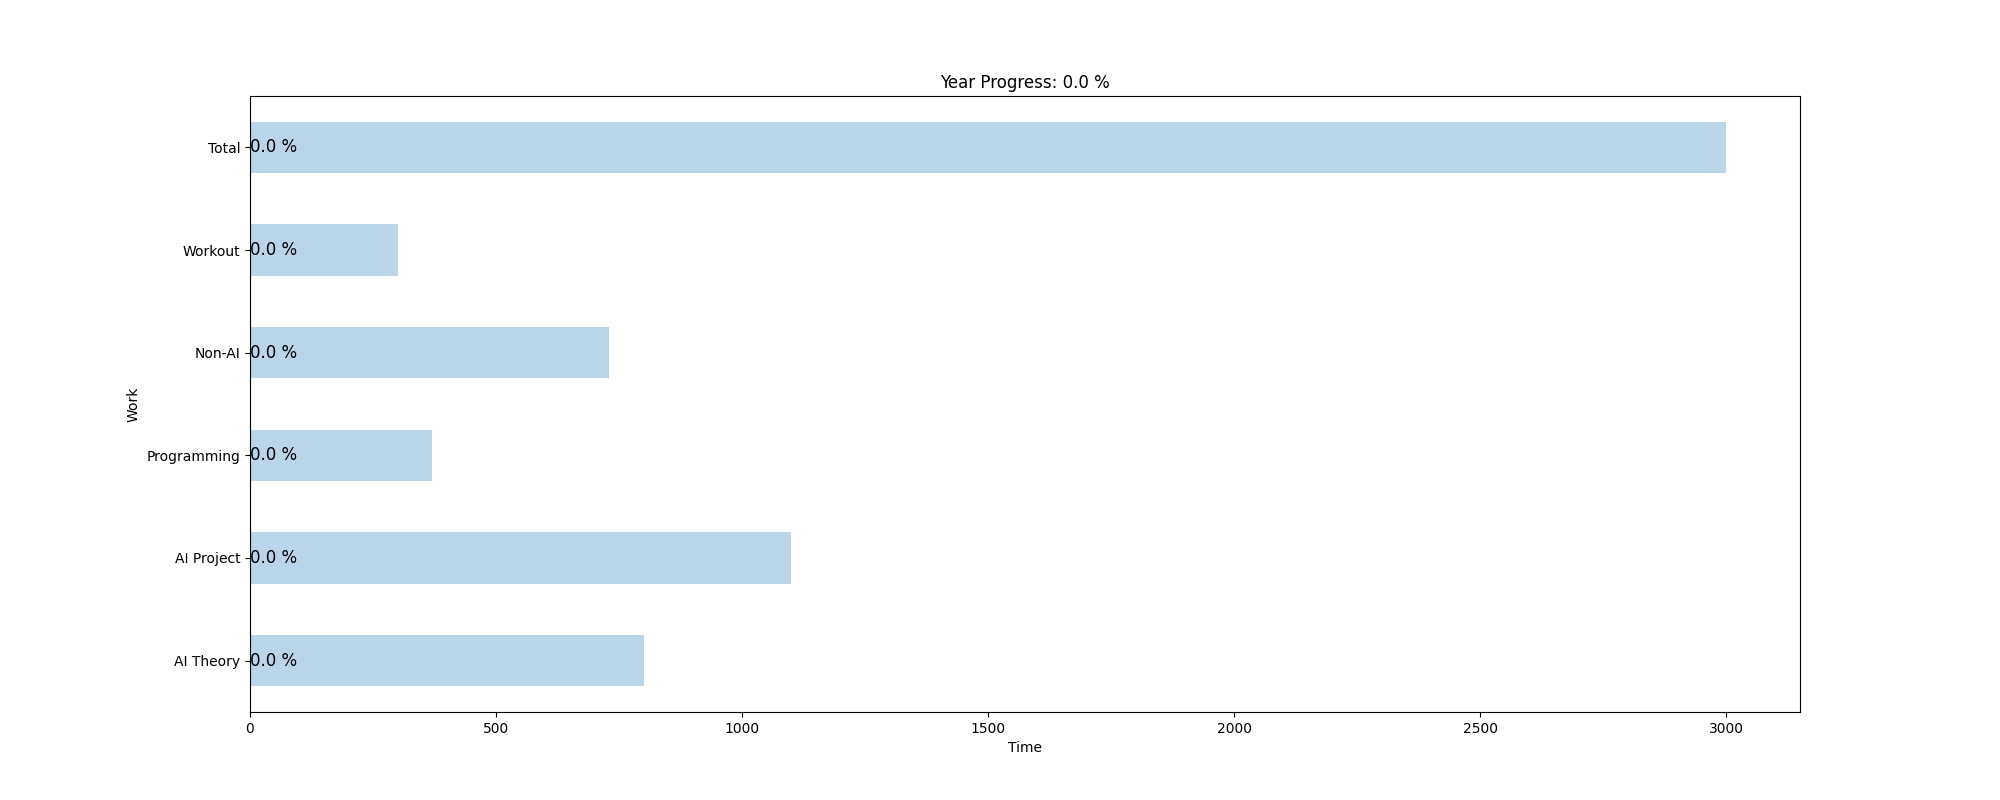 Year Progress: 0.0 %
Total 0.0 %
Workout 0.0 %
Non-AI 0.0 %
Work
Programming 0.0 %
AI Project 0.0 %
AI Theory 0.0 %
0 500 1000 1500 2000 2500 3000
Time